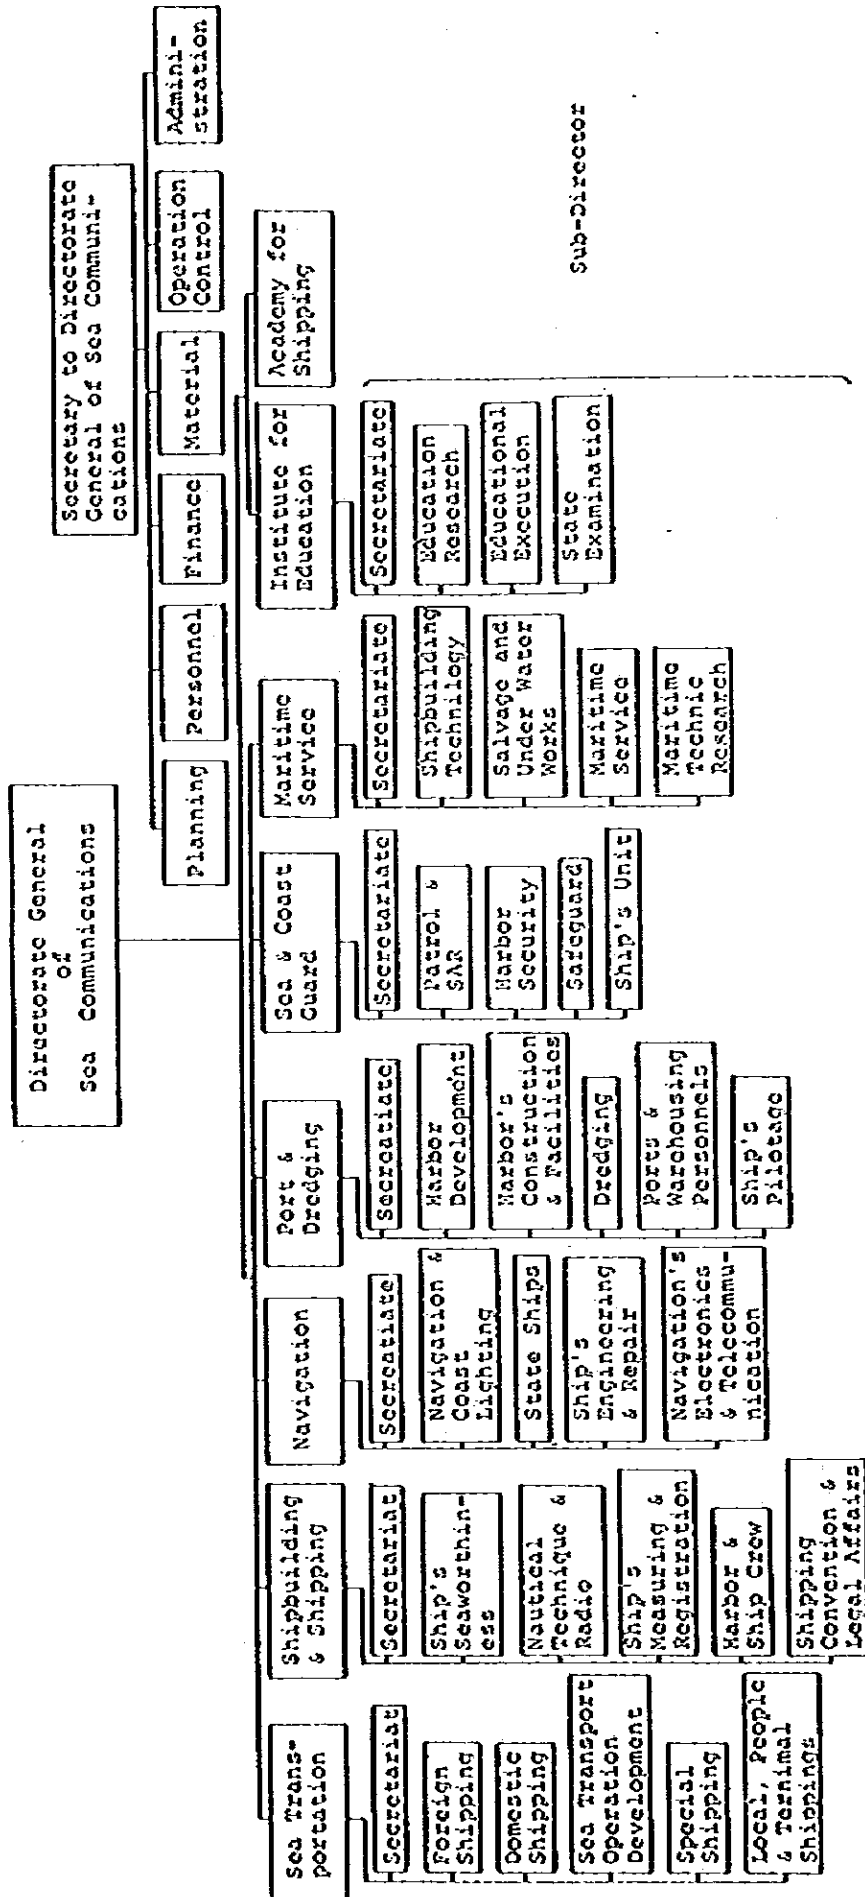 Directorate General
of
Sea Communications
Secretary to Directorate
General of Sea Communi-
cations
Planning
Personnel
Finance
Material
Operation
Control
Admini-
stration
Sea Trans-
portation
Shipbuilding
& Shipping
Navigation
Port &
Dredging
Sea & Coast
Guard
Maritime
Service
Institute for
Education
Academy for
Shipping
Secretariat
Foreign
Shipping
Domestic
Shipping
Sea Transport
Operation
Development
Special
Shipping
Local, People
& Terninal
Shippings
Secretariat
Ship's
Seaworthin-
ess
Nautical
Technique &
Radio
Ship's
Measuring &
Registration
Harbor &
Ship Crew
Shipping
Convention &
Legal Affairs
Secreatiate
Navigation &
Coast
Lighting
State Ships
Ship's
Engineering
& Repair
Navigation's
Electronics
& Telecommu-
nication
Secreatiate
Harbor
Development
Harbor's
Construction
& Facilities
Dredging
Ports &
Warehousing
Personnels
Ship's
Pilotage
Secretariate
Patrol &
SAR
Harbor
Security
Safeguard
Ship's Unit
Secretariate
Shipbuilding
Technilogy
Salvage and
Under Water
Works
Maritime
Service
Maritime
Technic
Research
Secretariate
Education
Research
Educational
Execution
State
Examination
Sub-Director